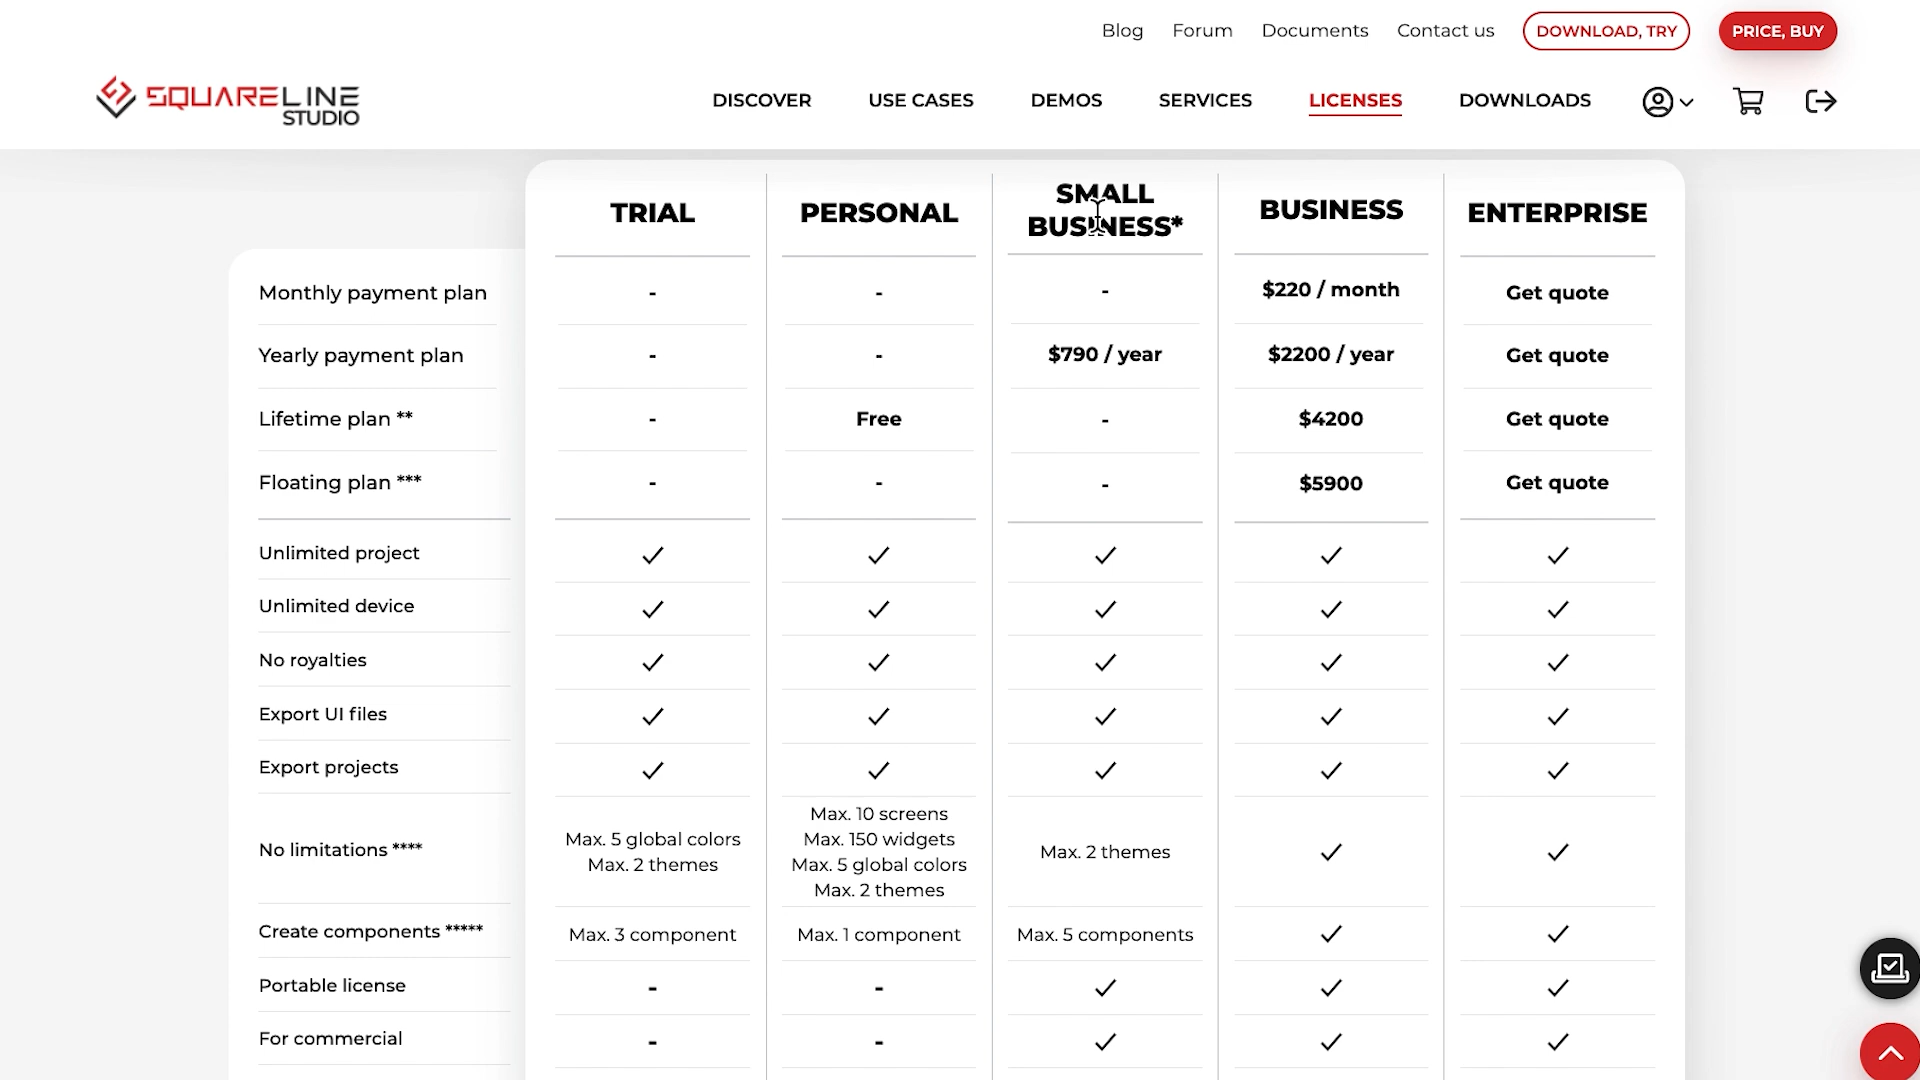 Blog Forum Documents Contact us DOWNLOAD, TRY PRICE, BUY
SQUARELINE
STUDIO
DISCOVER USE CASES DEMOS SERVICES LICENSES DOWNLOADS
TRIAL PERSONAL SMALL BUSINESS* BUSINESS ENTERPRISE
Monthly payment plan - - - $220 / month Get quote
Yearly payment plan - - $790 / year $2200 / year Get quote
Lifetime plan ** - Free - $4200 Get quote
Floating plan *** - - - $5900 Get quote
Unlimited project ✓ ✓ ✓ ✓ ✓
Unlimited device ✓ ✓ ✓ ✓ ✓
No royalties ✓ ✓ ✓ ✓ ✓
Export UI files ✓ ✓ ✓ ✓ ✓
Export projects ✓ ✓ ✓ ✓ ✓
No limitations ****
Max. 5 global colors
Max. 2 themes
Max. 10 screens
Max. 150 widgets
Max. 5 global colors
Max. 2 themes
Max. 2 themes ✓ ✓
Create components ***** Max. 3 component Max. 1 component Max. 5 components ✓ ✓
Portable license - - ✓ ✓ ✓
For commercial - - ✓ ✓ ✓